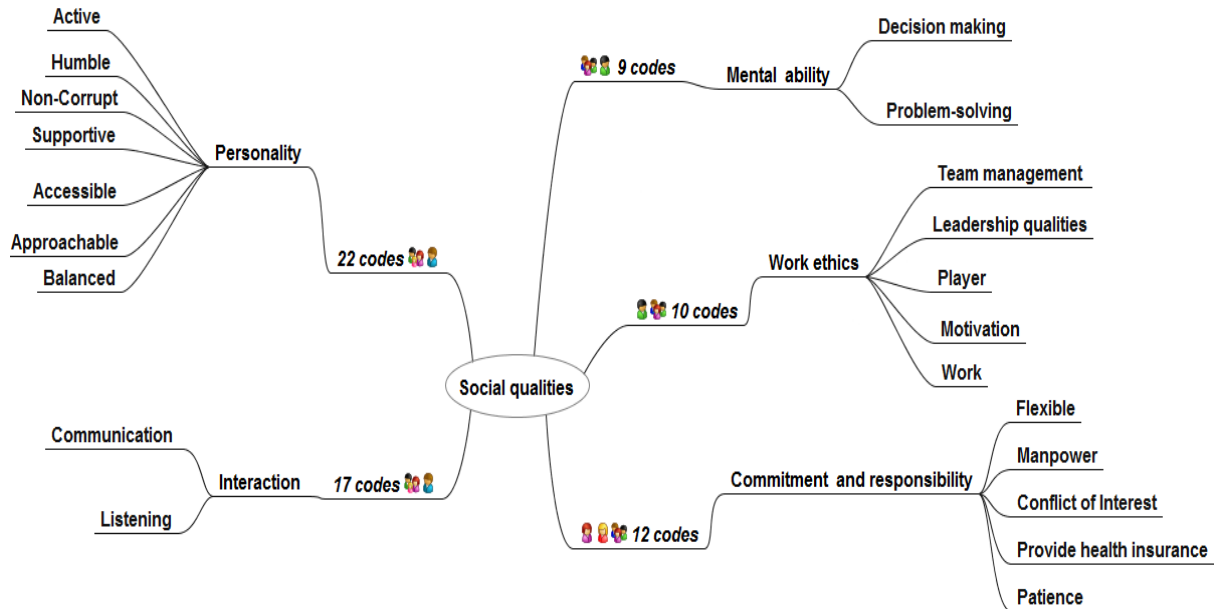 Active
Humble
Non-Corrupt
Supportive
Accessible
Approachable
Balanced
Personality
22 codes
Communication
Listening
Interaction
17 codes
Social qualities
9 codes
Mental ability
Decision making
Problem-solving
10 codes
Work ethics
Team management
Leadership qualities
Player
Motivation
Work
12 codes
Commitment and responsibility
Flexible
Manpower
Conflict of Interest
Provide health insurance
Patience